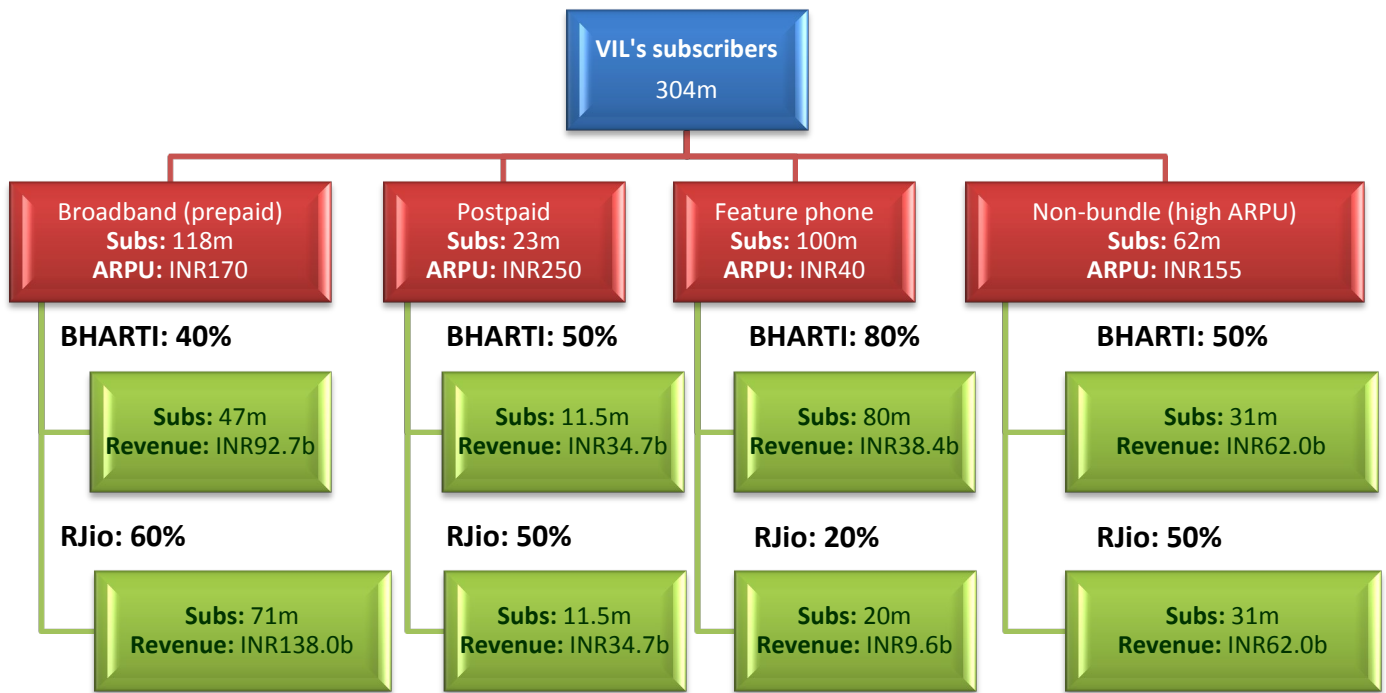 VIL's subscribers
304m
Broadband (prepaid)
Subs: 118m
ARPU: INR170
Postpaid
Subs: 23m
ARPU: INR250
Feature phone
Subs: 100m
ARPU: INR40
Non-bundle (high ARPU)
Subs: 62m
ARPU: INR155
BHARTI: 40%
BHARTI: 50%
BHARTI: 80%
BHARTI: 50%
Subs: 47m
Revenue: INR92.7b
Subs: 11.5m
Revenue: INR34.7b
Subs: 80m
Revenue: INR38.4b
Subs: 31m
Revenue: INR62.0b
RJio: 60%
RJio: 50%
RJio: 20%
RJio: 50%
Subs: 71m
Revenue: INR138.0b
Subs: 11.5m
Revenue: INR34.7b
Subs: 20m
Revenue: INR9.6b
Subs: 31m
Revenue: INR62.0b